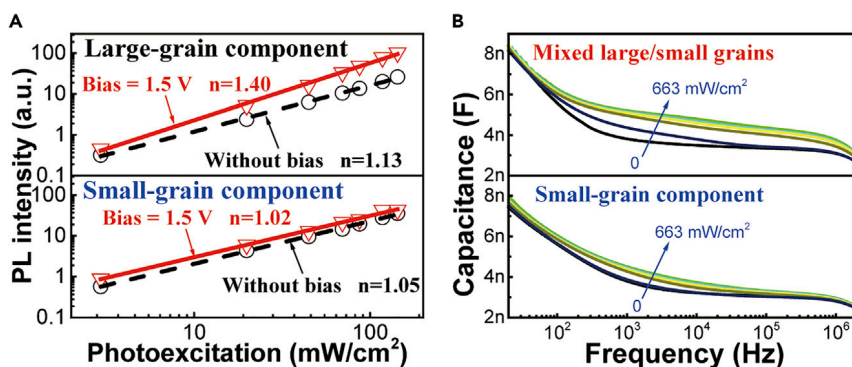 A
PL intensity (a.u.)
100
10
1
0.1
Large-grain component
Bias = 1.5 V n=1.40
Without bias n=1.13
100
10
1
0.1
Small-grain component
Bias = 1.5 V n=1.02
Without bias n=1.05
10
100
Photoexcitation (mW/cm²)
B
Capacitance (F)
8n
6n
4n
2n
Mixed large/small grains
663 mW/cm²
0
8n
6n
4n
2n
Small-grain component
663 mW/cm²
0
10² 10³ 10⁴ 10⁵ 10⁶
Frequency (Hz)